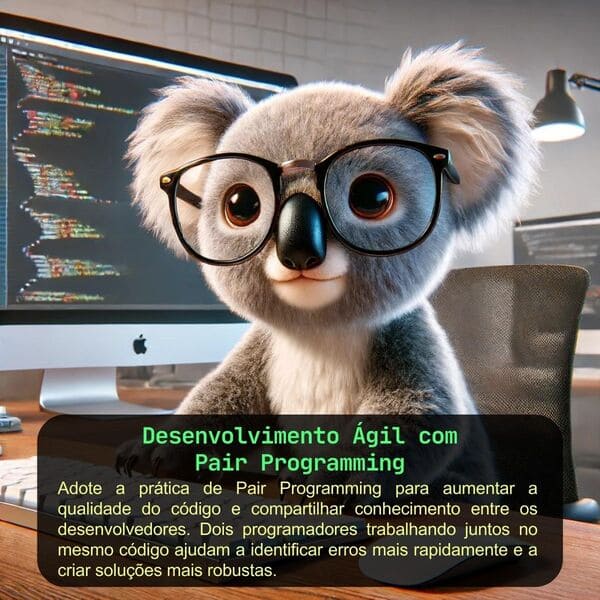 Desenvolvimento Ágil com
Pair Programming
Adote a prática de Pair Programming para aumentar a
qualidade do código e compartilhar conhecimento entre os
desenvolvedores. Dois programadores trabalhando juntos no
mesmo código ajudam a identificar erros mais rapidamente e a
criar soluções mais robustas.